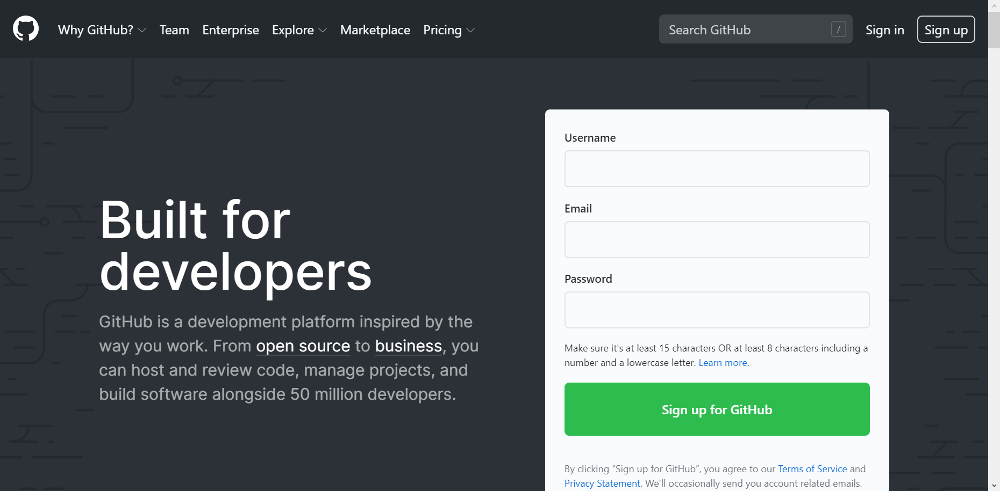 Why GitHub? Team Enterprise Explore Marketplace Pricing Search GitHub / Sign in Sign up
Built for
developers
GitHub is a development platform inspired by the
way you work. From open source to business, you
can host and review code, manage projects, and
build software alongside 50 million developers.
Username
Email
Password
Make sure it's at least 15 characters OR at least 8 characters including a
number and a lowercase letter. Learn more.
Sign up for GitHub
By clicking “Sign up for GitHub”, you agree to our Terms of Service and
Privacy Statement. We’ll occasionally send you account related emails.